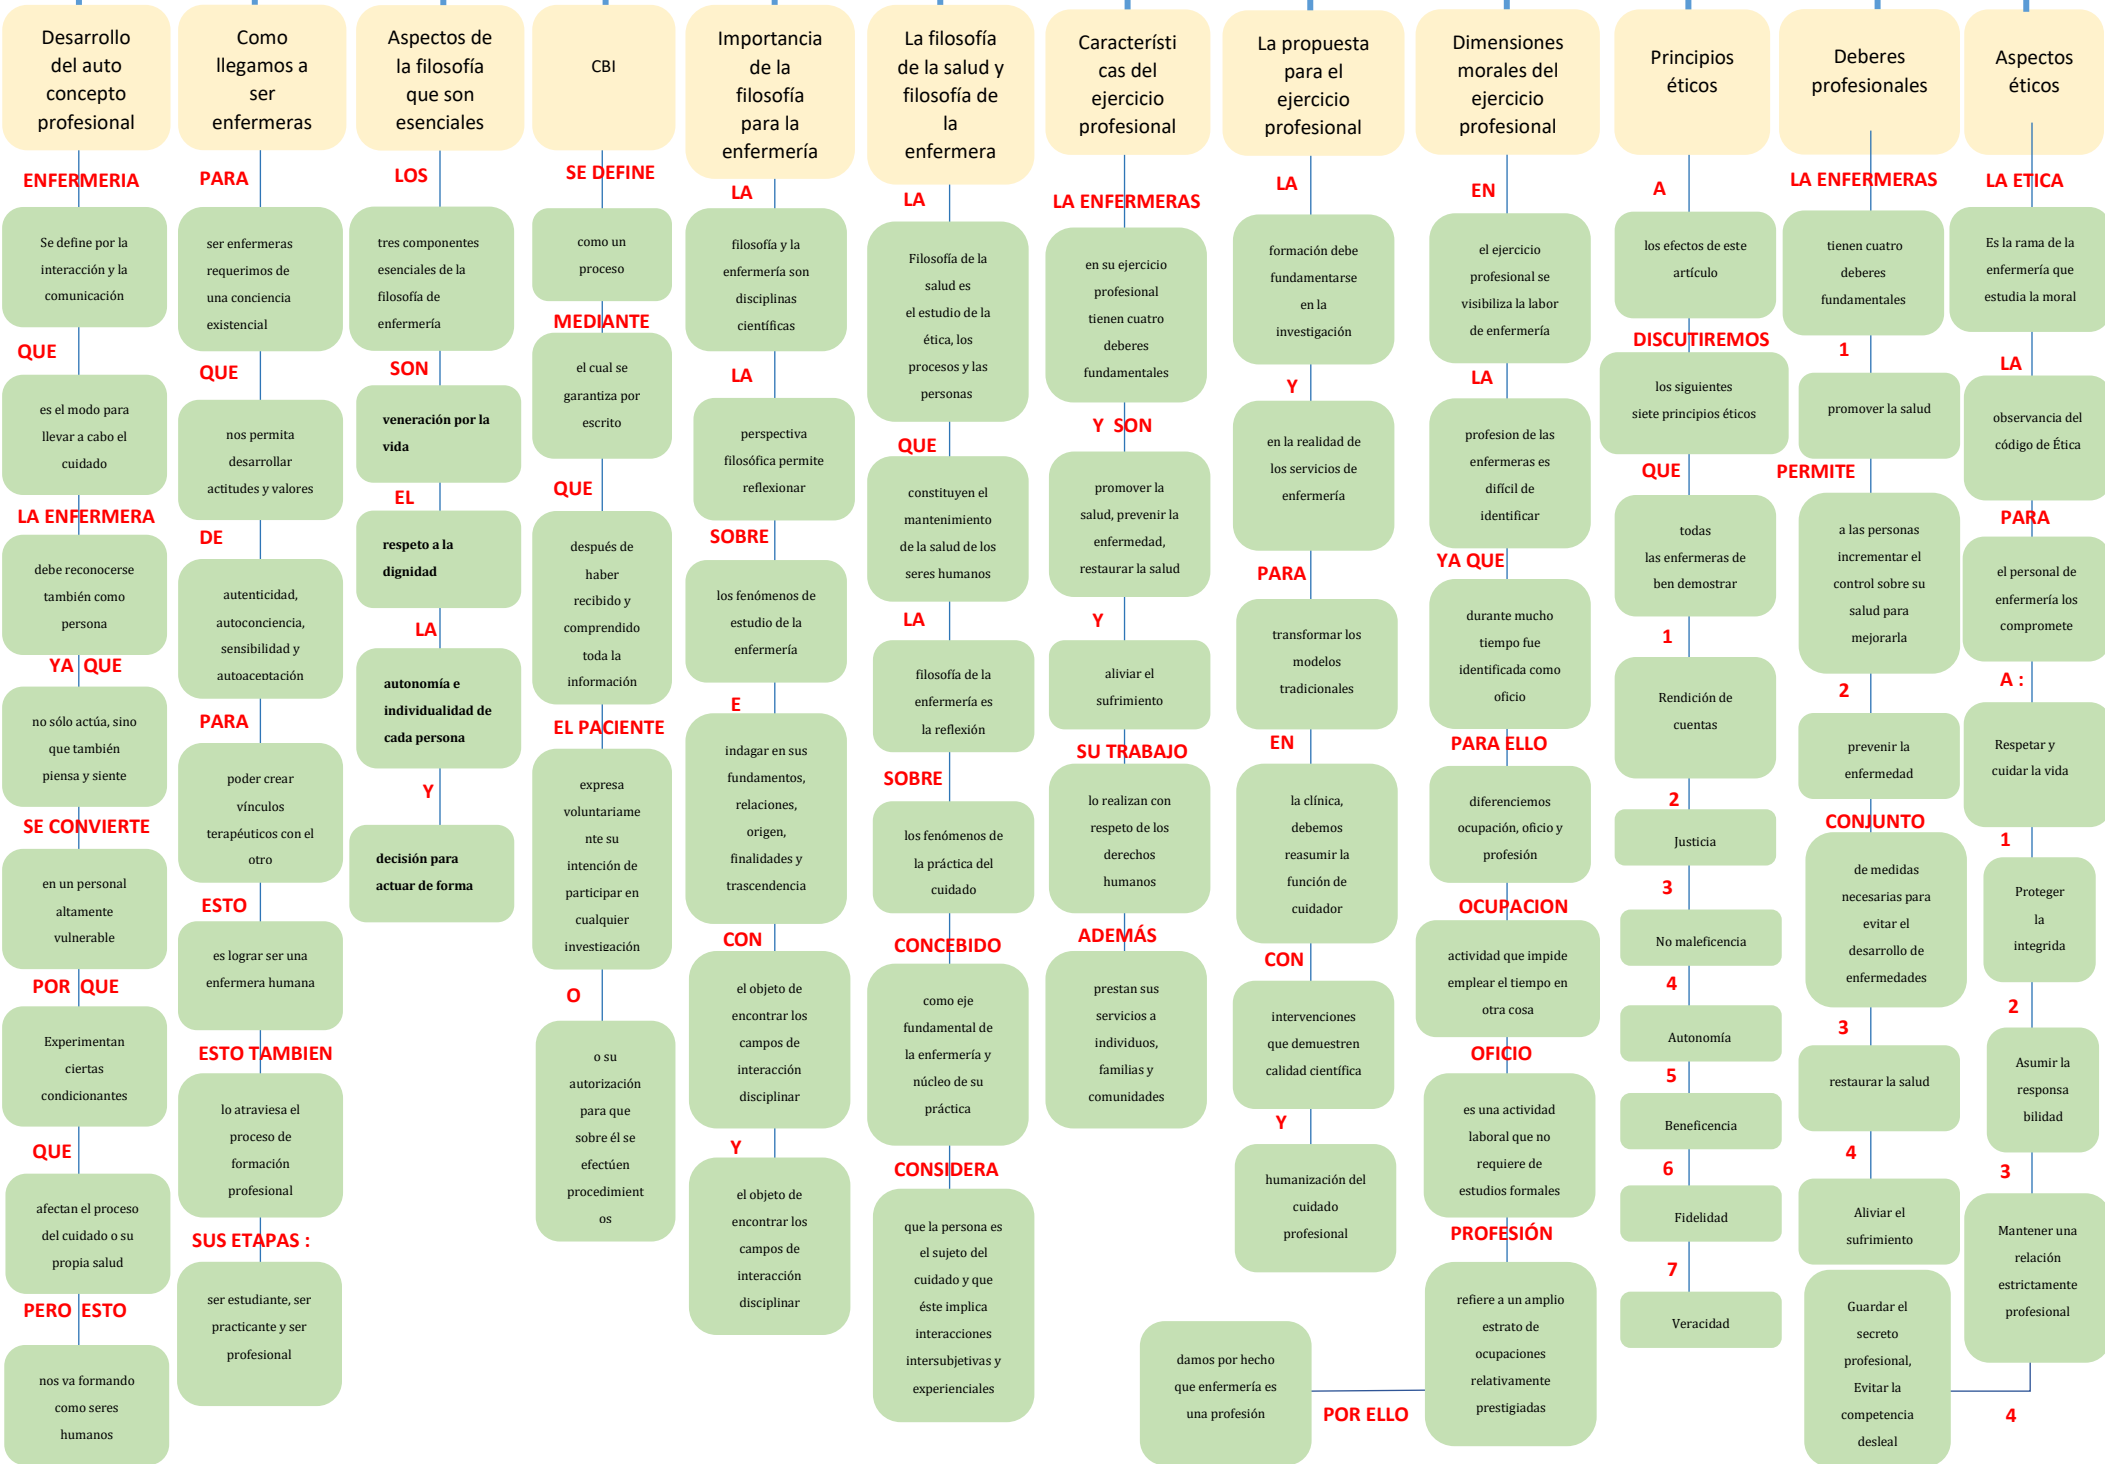 Desarrollo
del auto
concepto
profesional
ENFERMERIA
Se define por la
interacción y la
comunicación
QUE
es el modo para
llevar a cabo el
cuidado
LA ENFERMERA
debe reconocerse
también como
persona
YA QUE
no sólo actúa, sino
que también
piensa y siente
SE CONVIERTE
en un personal
altamente
vulnerable
POR QUE
Experimentan
ciertas
condicionantes
QUE
afectan el proceso
del cuidado o su
propia salud
PERO ESTO
nos va formando
como seres
humanos
Como
llegamos a
ser
enfermeras
PARA
ser enfermeras
requerimos de
una conciencia
existencial
QUE
nos permita
desarrollar
actitudes y valores
DE
autenticidad,
autoconciencia,
sensibilidad y
autoaceptación
PARA
poder crear
vínculos
terapéuticos con el
otro
ESTO
es lograr ser una
enfermera humana
ESTO TAMBIEN
lo atraviesa el
proceso de
formación
profesional
SUS ETAPAS :
ser estudiante, ser
practicante y ser
profesional
Aspectos de
la filosofía
que son
esenciales
LOS
tres componentes
esenciales de la
filosofía de
enfermería
SON
veneración por la
vida
EL
respeto a la
dignidad
LA
autonomía e
individualidad de
cada persona
Y
decisión para
actuar de forma
CBI
SE DEFINE
como un
proceso
MEDIANTE
el cual se
garantiza por
escrito
QUE
después de
haber
recibido y
comprendido
toda la
información
EL PACIENTE
expresa
voluntariame
nte su
intención de
participar en
cualquier
investigación
O
o su
autorización
para que
sobre él se
efectúen
procedimient
os
Importancia
de la
filosofía
para la
enfermería
LA
filosofía y la
enfermería son
disciplinas
científicas
LA
perspectiva
filosófica permite
reflexionar
SOBRE
los fenómenos de
estudio de la
enfermería
E
indagar en sus
fundamentos,
relaciones,
origen,
finalidades y
trascendencia
CON
el objeto de
encontrar los
campos de
interacción
disciplinar
Y
el objeto de
encontrar los
campos de
interacción
disciplinar
La filosofía
de la salud y
filosofía de
la
enfermera
LA
Filosofía de la
salud es
el estudio de la
ética, los
procesos y las
personas
QUE
constituyen el
mantenimiento
de la salud de los
seres humanos
LA
filosofía de la
enfermería es
la reflexión
SOBRE
los fenómenos de
la práctica del
cuidado
CONCEBIDO
como eje
fundamental de
la enfermería y
núcleo de su
práctica
CONSIDERA
que la persona es
el sujeto del
cuidado y que
éste implica
interacciones
intersubjetivas y
experienciales
Característi
cas del
ejercicio
profesional
LA ENFERMERAS
en su ejercicio
profesional
tienen cuatro
deberes
fundamentales
Y SON
promover la
salud, prevenir la
enfermedad,
restaurar la salud
Y
aliviar el
sufrimiento
SU TRABAJO
lo realizan con
respeto de los
derechos
humanos
ADEMÁS
prestan sus
servicios a
individuos,
familias y
comunidades
La propuesta
para el
ejercicio
profesional
LA
formación debe
fundamentarse
en la
investigación
Y
en la realidad de
los servicios de
enfermería
PARA
transformar los
modelos
tradicionales
EN
la clínica,
debemos
reasumir la
función de
cuidador
CON
intervenciones
que demuestren
calidad científica
Y
humanización del
cuidado
profesional
Dimensiones
morales del
ejercicio
profesional
EN
el ejercicio
profesional se
visibiliza la labor
de enfermería
LA
profesion de las
enfermeras es
difícil de
identificar
YA QUE
durante mucho
tiempo fue
identificada como
oficio
PARA ELLO
diferenciemos
ocupación, oficio y
profesión
OCUPACION
actividad que impide
emplear el tiempo en
otra cosa
OFICIO
es una actividad
laboral que no
requiere de
estudios formales
PROFESIÓN
refiere a un amplio
estrato de
ocupaciones
relativamente
prestigiadas
POR ELLO
damos por hecho
que enfermería es
una profesión
Principios
éticos
A
los efectos de este
artículo
DISCUTIREMOS
los siguientes
siete principios éticos
QUE
todas
las enfermeras de
ben demostrar
1
Rendición de
cuentas
2
Justicia
3
No maleficencia
4
Autonomía
5
Beneficencia
6
Fidelidad
7
Veracidad
Deberes
profesionales
LA ENFERMERAS
tienen cuatro
deberes
fundamentales
1
promover la salud
PERMITE
a las personas
incrementar el
control sobre su
salud para
mejorarla
2
prevenir la
enfermedad
CONJUNTO
de medidas
necesarias para
evitar el
desarrollo de
enfermedades
3
restaurar la salud
4
Aliviar el
sufrimiento
Aspectos
éticos
LA ETICA
Es la rama de la
enfermería que
estudia la moral
LA
observancia del
código de Ética
PARA
el personal de
enfermería los
compromete
A :
Respetar y
cuidar la vida
1
Proteger
la
integrida
2
Asumir la
responsa
bilidad
3
Mantener una
relación
estrictamente
profesional
4
Guardar el
secreto
profesional,
Evitar la
competencia
desleal